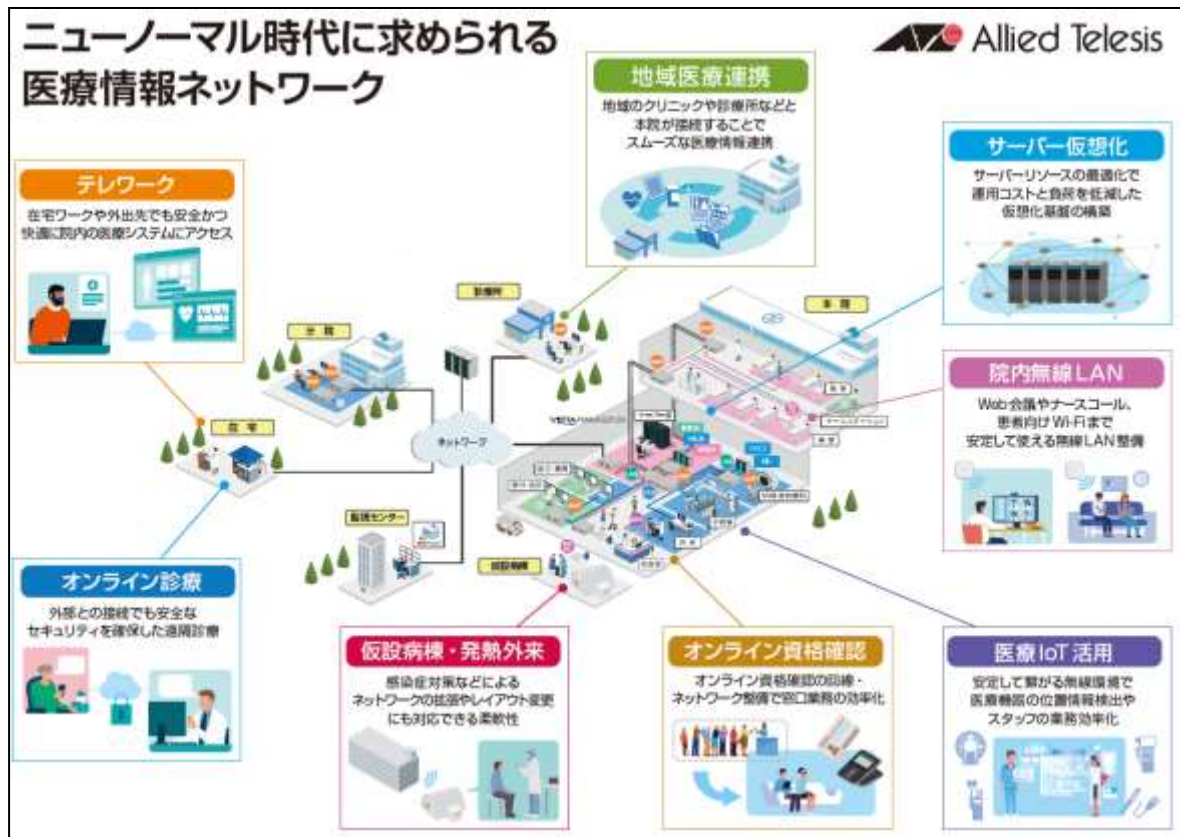 ニューノーマル時代に求められる
医療情報ネットワーク
Allied Telesis
地域医療連携
地域のクリニックや診療所などと
本院が接続することで
スムーズな医療情報連携
サーバー仮想化
サーバーリソースの最適化で
運用コストと負荷を低減した
仮想化基盤の構築
テレワーク
在宅ワークや外出先でも安全かつ
快適に院内の医療システムにアクセス
診療所
本院
分院
院内無線LAN
Web会議やナースコール、
患者向けWi-Fiまで
安定して使える無線LAN整備
在宅
ネットワーク
監視センター
仮設病棟
オンライン診療
外部との接続でも安全な
セキュリティを確保した遠隔診療
仮設病棟・発熱外来
感染症対策などによる
ネットワークの拡張やレイアウト変更
にも対応できる柔軟性
オンライン資格確認
オンライン資格確認の回線・
ネットワーク整備で窓口業務の効率化
医療IoT活用
安定して繋がる無線環境で
医療機器の位置情報検出や
スタッフの業務効率化